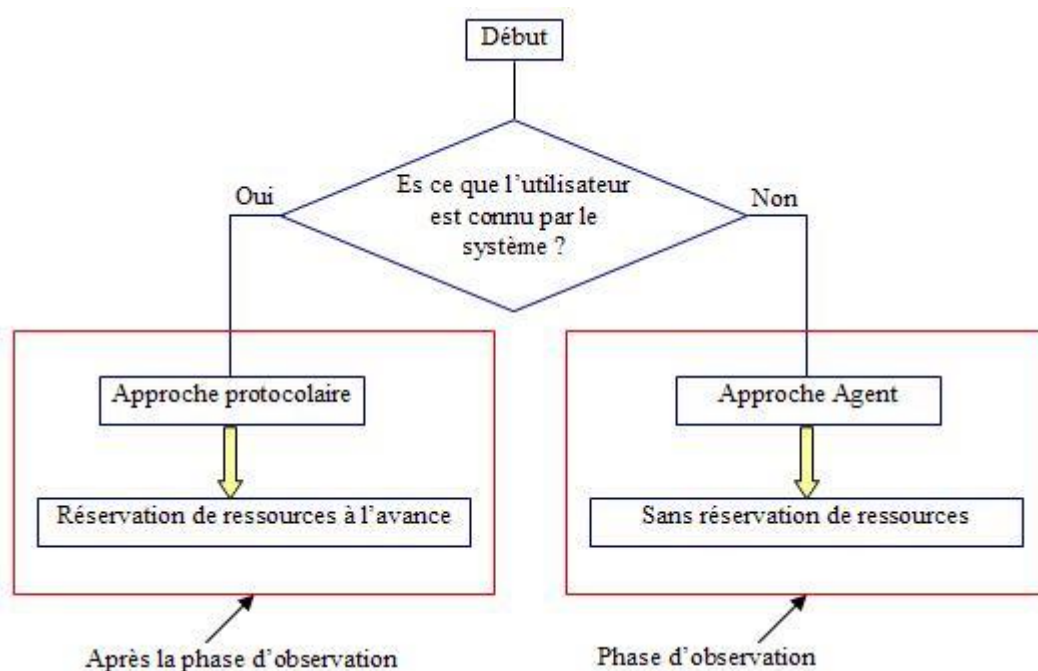 Début
Es ce que l'utilisateur
est connu par le
système ?
Oui
Non
Approche protocolaire
Réservation de ressources à l'avance
Approche Agent
Sans réservation de ressources
Après la phase d'observation
Phase d'observation